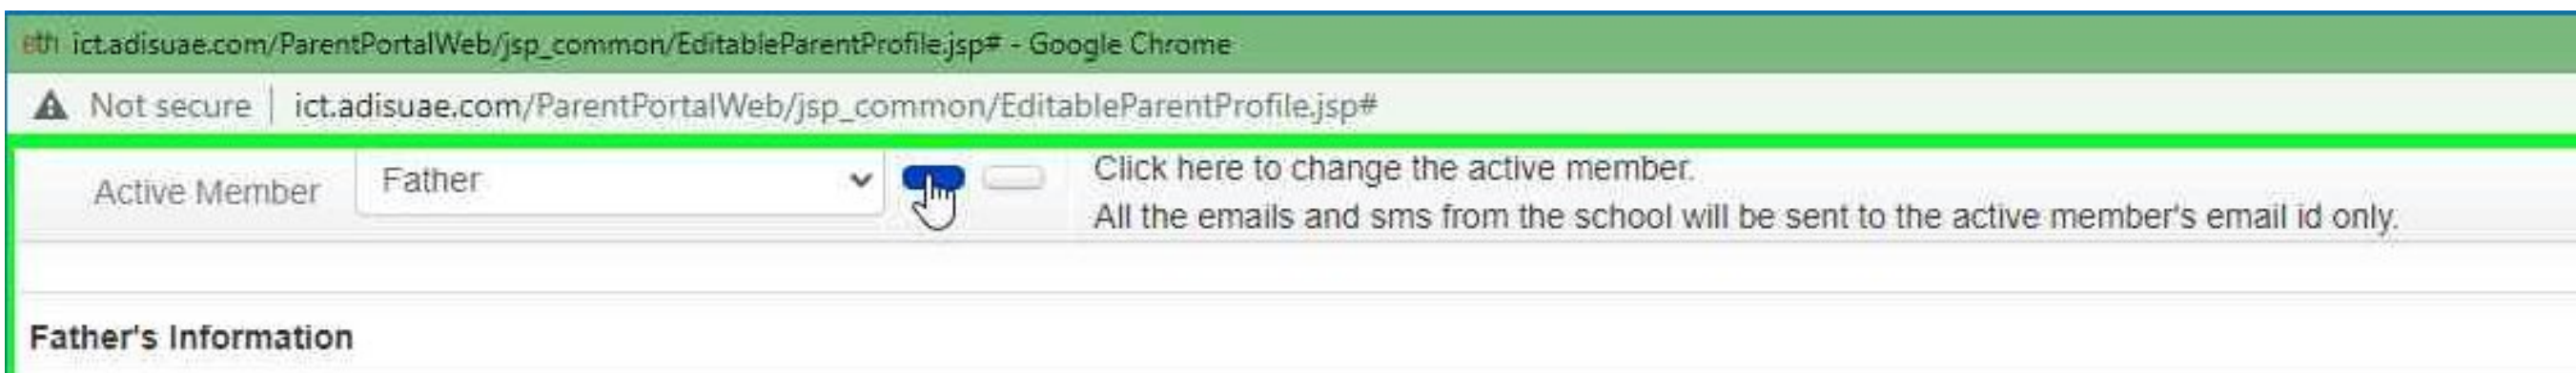 eth ict.adisuae.com/ParentPortalWeb/jsp_common/EditableParentProfile.jsp# - Google Chrome
Not secure ict.adisuae.com/ParentPortalWeb/jsp_common/EditableParentProfile.jsp#
Active Member Father Click here to change the active member.
All the emails and sms from the school will be sent to the active member's email id only.
Father's Information